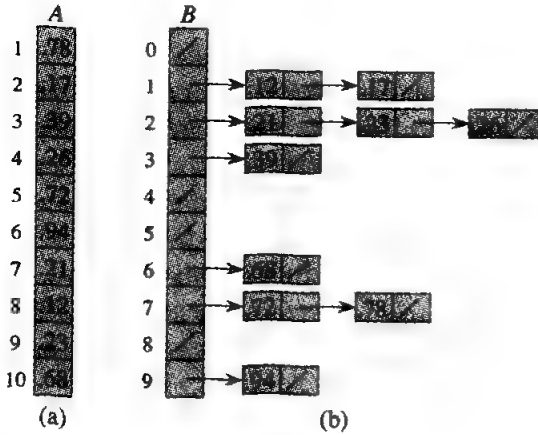 A B
1 .78 0
2 .17 1 .12 .17
3 .39 2 .21
4 .26 3 .39
5 .72 4
6 .94 5
7 .21 6 .68
8 .12 7 .72 .78
9 .23 8
10 .68 9 .94
(a) (b)